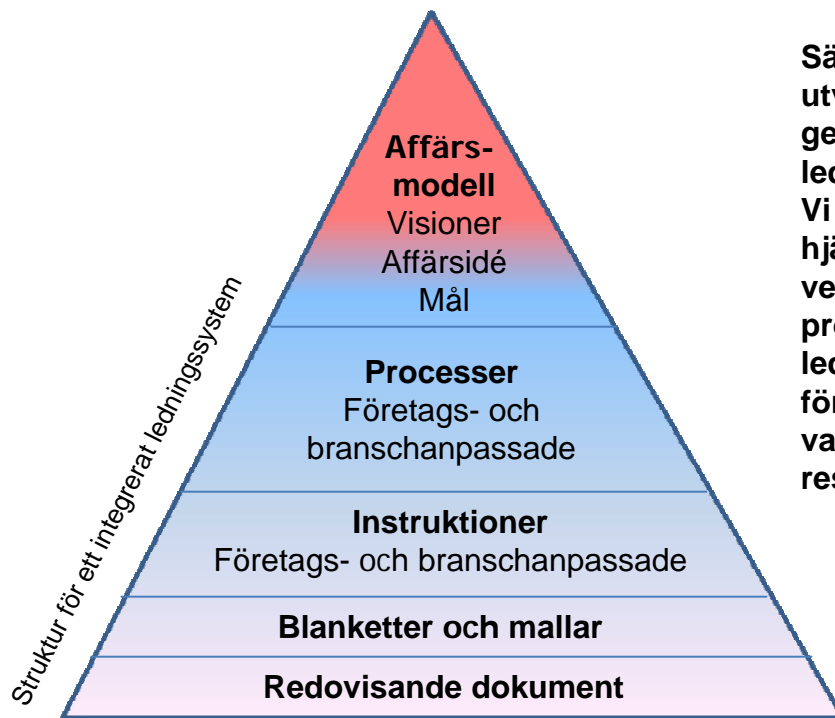 Affärs-
modell
Visioner
Affärsidé
Mål
Processer
Företags- och
branschanpassade
Instruktioner
Företags- och branschanpassade
Blanketter och mallar
Redovisande dokument
Struktur för ett integrerat ledningssystem
Vi